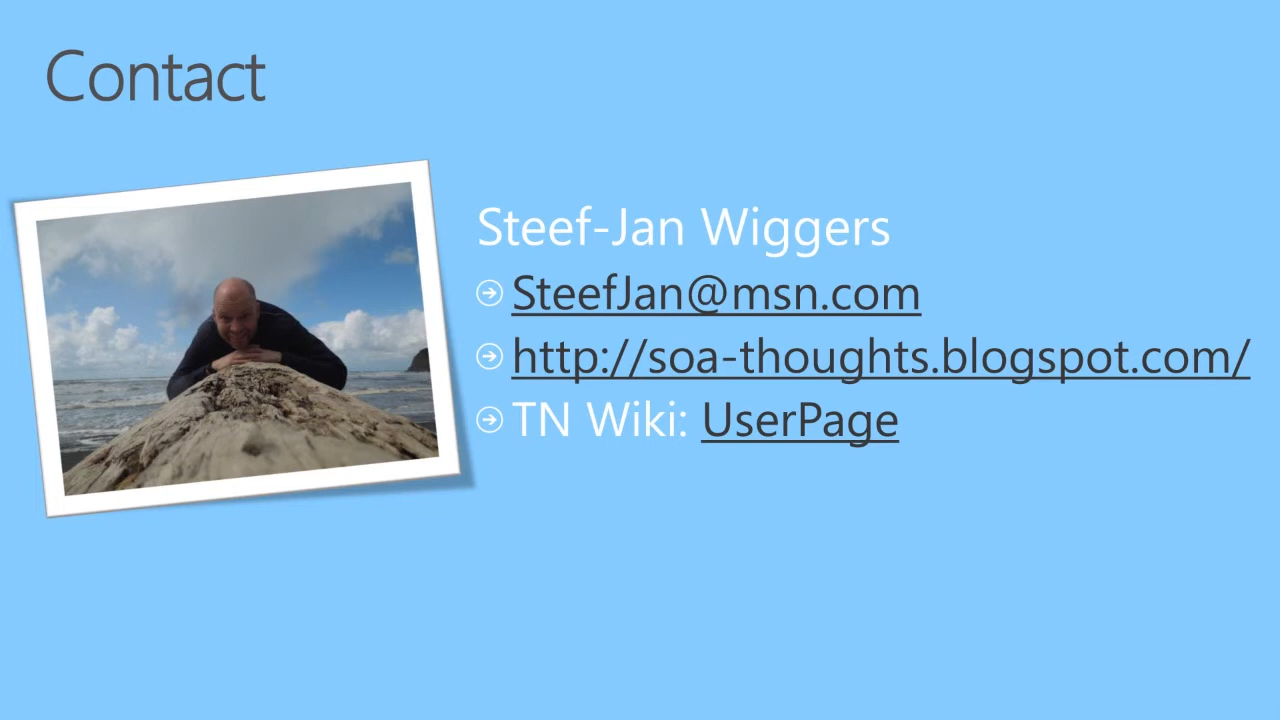 Contact
Steef-Jan Wiggers
SteefJan@msn.com
http://soa-thoughts.blogspot.com/
TN Wiki: UserPage